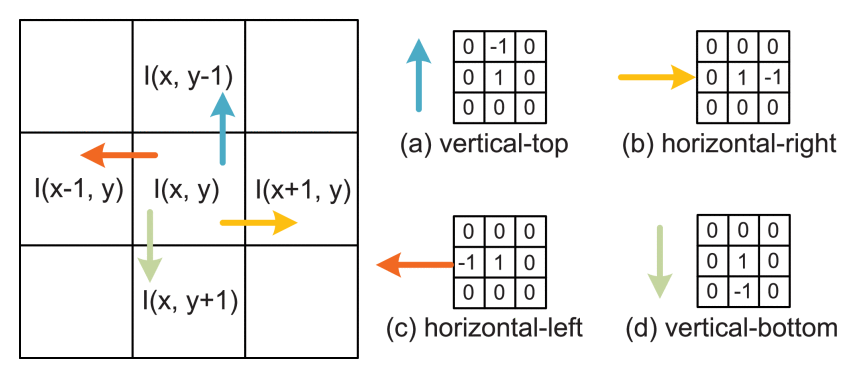 I(x, y-1)
I(x-1, y) I(x, y) I(x+1, y)
I(x, y+1)
0 -1 0
0 1 0
0 0 0
(a) vertical-top
0 0 0
0 1 -1
0 0 0
(b) horizontal-right
0 0 0
-1 1 0
0 0 0
(c) horizontal-left
0 0 0
0 1 0
0 -1 0
(d) vertical-bottom